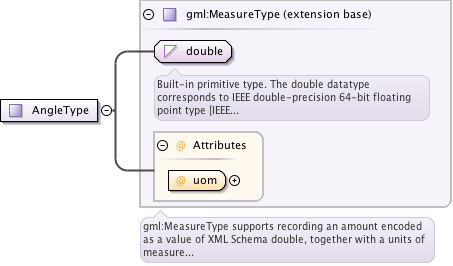 gml:MeasureType (extension base)
double
Built-in primitive type. The double datatype
corresponds to IEEE double-precision 64-bit floating
point type [IEEE...
AngleType
@ Attributes
@ uom
gml:MeasureType supports recording an amount encoded
as a value of XML Schema double, together with a units of
measure...